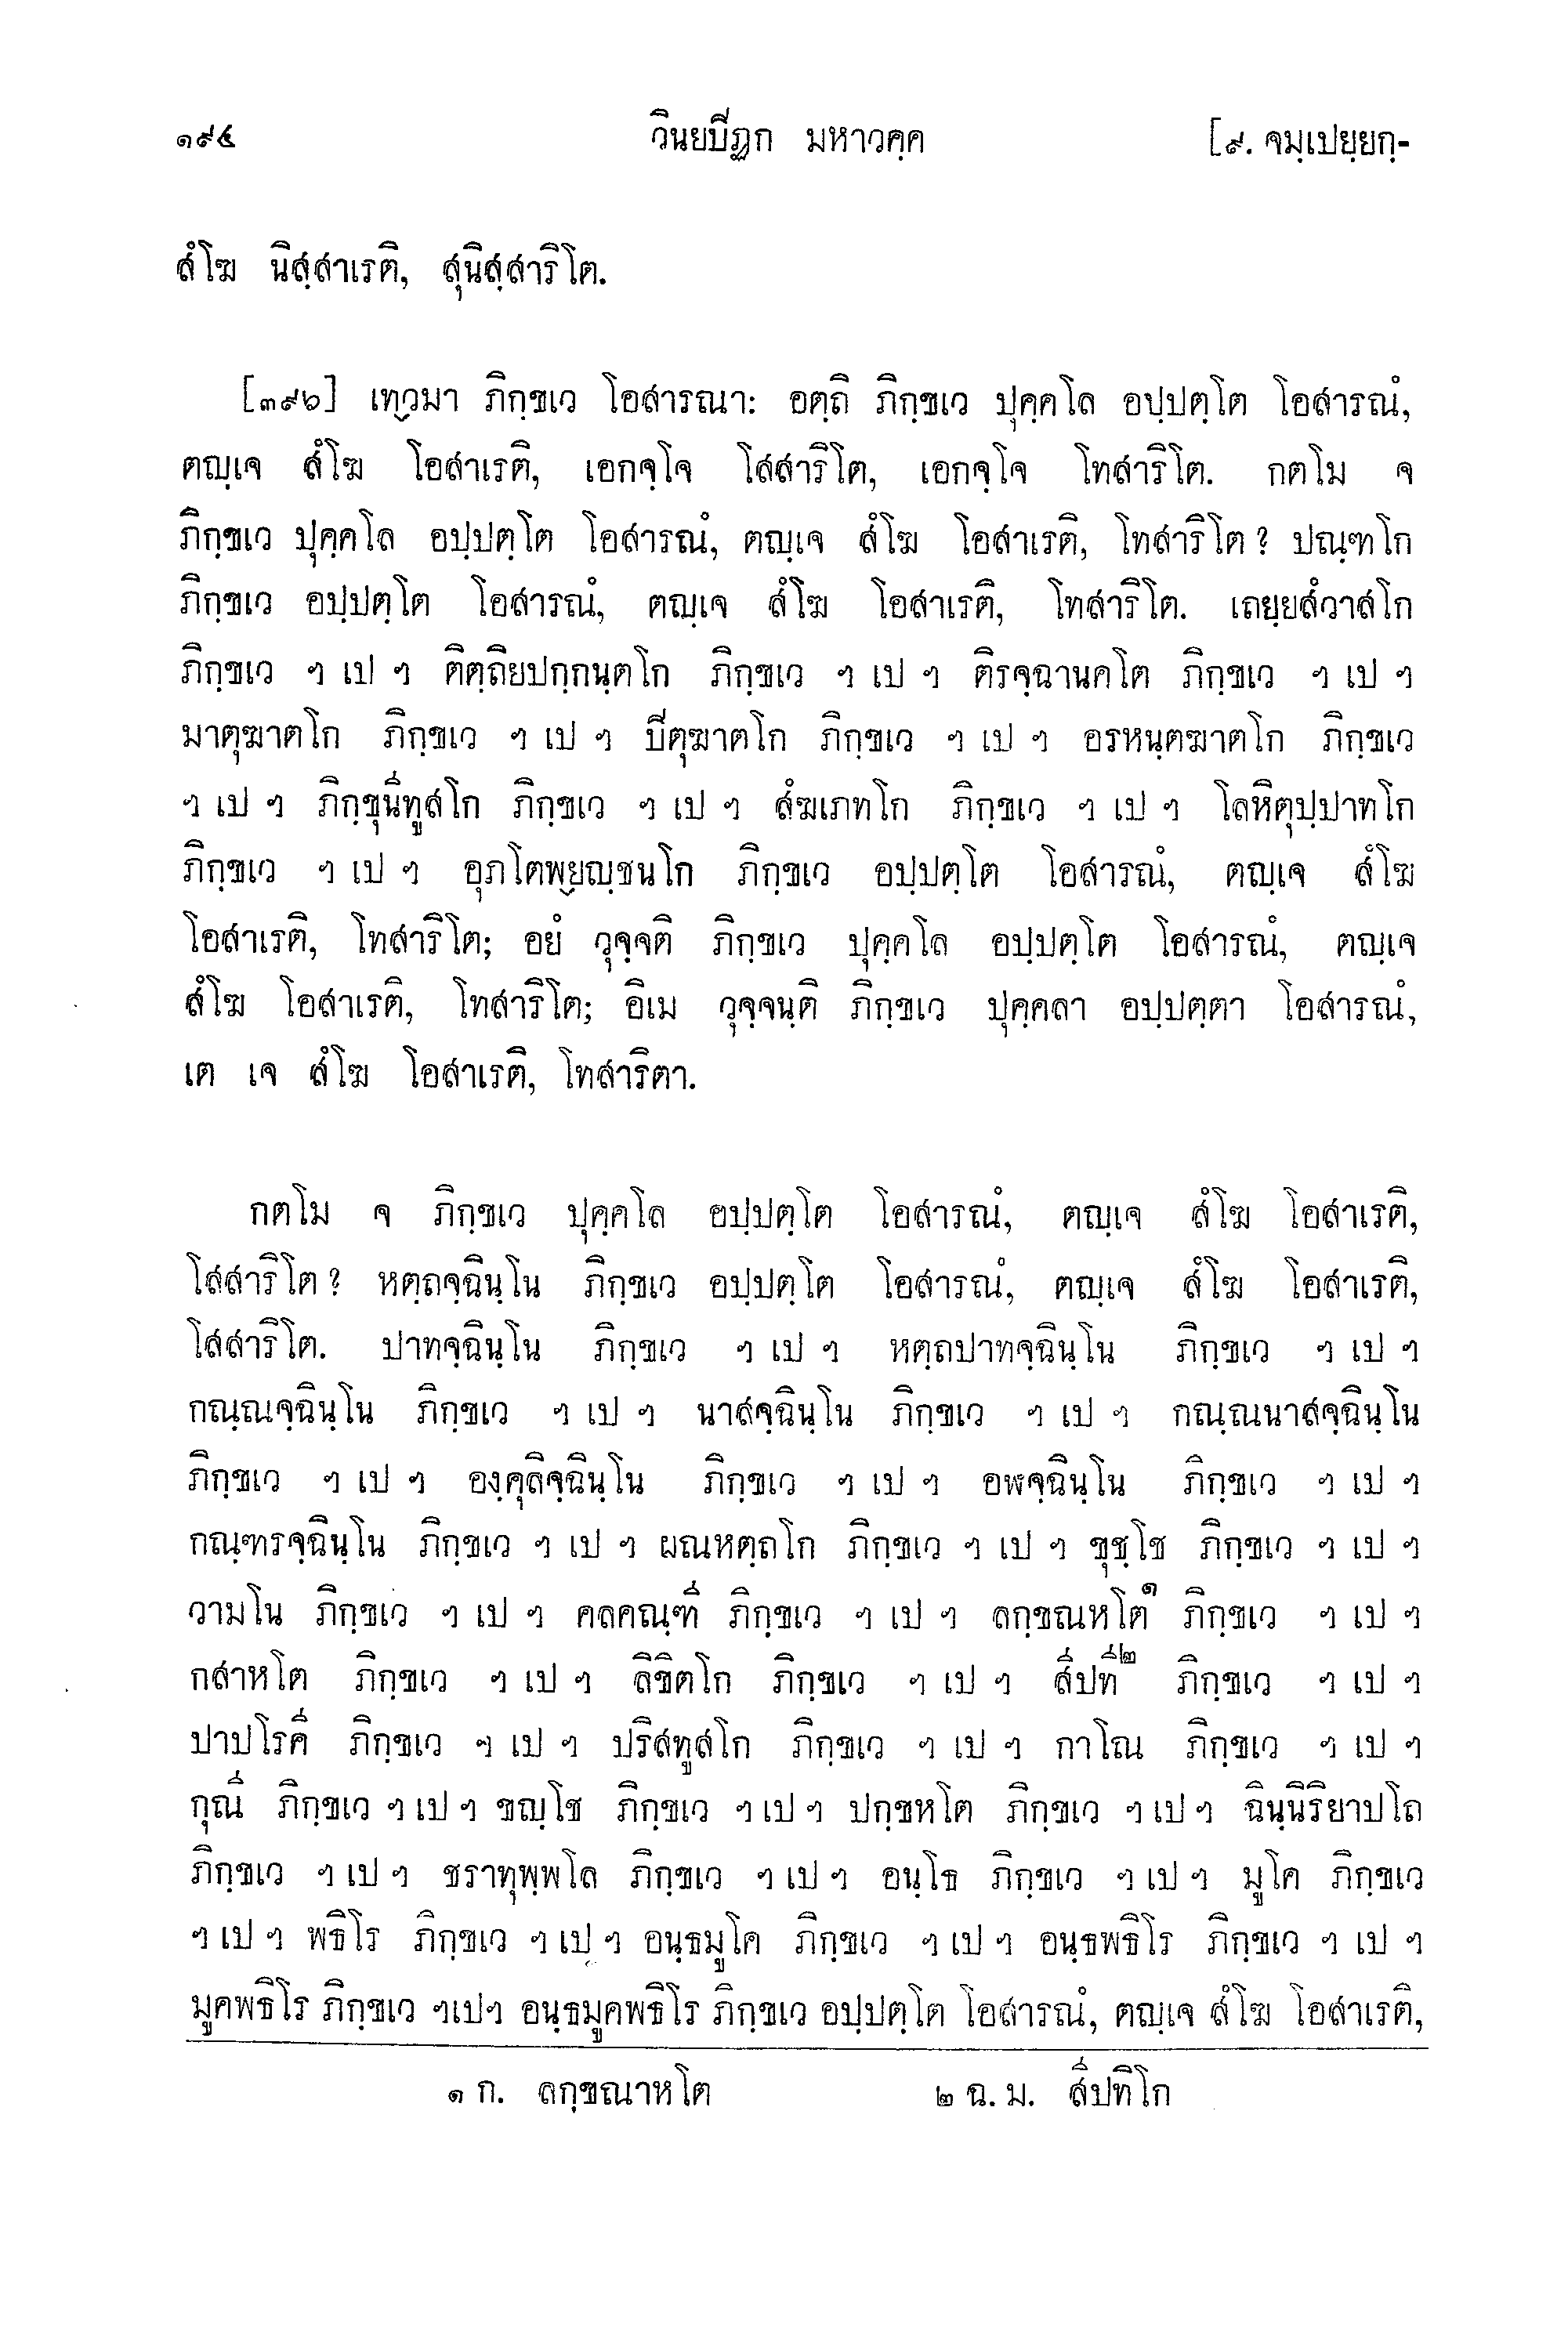 ๑๙๔ วินยปิฏก มหาวคฺค [๙. จมฺเปยฺยกฺ-
สํโฆ นิสฺสาเรติ, สุนิสฺสาริโต.
[๓๙๖] เทฺวมา ภิกฺขเว โอสารณา: อตฺถิ ภิกฺขเว ปุคฺคโล อปฺปตฺโต โอสารณํ,
ตญฺเจ สํโฆ โอสาเรติ, เอกจฺโจ โสสาริโต, เอกจฺโจ โทสาริโต. กตโม จ
ภิกฺขเว ปุคฺคโล อปฺปตฺโต โอสารณํ, ตญฺเจ สํโฆ โอสาเรติ, โทสาริโต ? ปณฺฑโก
ภิกฺขเว อปฺปตฺโต โอสารณํ, ตญฺเจ สํโฆ โอสาเรติ, โทสาริโต. เถยฺยสํวาสโก
ภิกฺขเว ฯ เป ฯ ติตฺถิยปกฺกนฺตโก ภิกฺขเว ฯ เป ฯ ติรจฺฉานคโต ภิกฺขเว ฯ เป ฯ
มาตุฆาตโก ภิกฺขเว ฯ เป ฯ ปิตุฆาตโก ภิกฺขเว ฯ เป ฯ อรหนฺตฆาตโก ภิกฺขเว
ฯ เป ฯ ภิกฺขุนีทูสโก ภิกฺขเว ฯ เป ฯ สํฆเภทโก ภิกฺขเว ฯ เป ฯ โลหิตุปฺปาทโก
ภิกฺขเว ฯ เป ฯ อุภโตพฺยญฺชนโก ภิกฺขเว อปฺปตฺโต โอสารณํ, ตญฺเจ สํโฆ
โอสาเรติ, โทสาริโต; อยํ วุจฺจติ ภิกฺขเว ปุคฺคโล อปฺปตฺโต โอสารณํ, ตญฺเจ
สํโฆ โอสาเรติ, โทสาริโต; อิเม วุจฺจนฺติ ภิกฺขเว ปุคฺคลา อปฺปตฺตา โอสารณํ,
เต เจ สํโฆ โอสาเรติ, โทสาริตา.
กตโม จ ภิกฺขเว ปุคฺคโล อปฺปตฺโต โอสารณํ, ตญฺเจ สํโฆ โอสาเรติ,
โสสาริโต ? หตฺถจฺฉินฺโน ภิกฺขเว อปฺปตฺโต โอสารณํ, ตญฺเจ สํโฆ โอสาเรติ,
โสสาริโต. ปาทจฺฉินฺโน ภิกฺขเว ฯ เป ฯ หตฺถปาทจฺฉินฺโน ภิกฺขเว ฯ เป ฯ
กณฺณจฺฉินฺโน ภิกฺขเว ฯ เป ฯ นาสจฺฉินฺโน ภิกฺขเว ฯ เป ฯ กณฺณนาสจฺฉินฺโน
ภิกฺขเว ฯ เป ฯ องฺคุลิจฺฉินฺโน ภิกฺขเว ฯ เป ฯ อฬจฺฉินฺโน ภิกฺขเว ฯ เป ฯ
กณฺฑรจฺฉินฺโน ภิกฺขเว ฯ เป ฯ ผณหตฺถโก ภิกฺขเว ฯ เป ฯ ขุชฺโช ภิกฺขเว ฯ เป ฯ
วามโน ภิกฺขเว ฯ เป ฯ คลคณฺฑี ภิกฺขเว ฯ เป ฯ ลกฺขณหโต๑ ภิกฺขเว ฯ เป ฯ
กสาหโต ภิกฺขเว ฯ เป ฯ ลิขิตโก ภิกฺขเว ฯ เป ฯ สีปที๒ ภิกฺขเว ฯ เป ฯ
ปาปโรคี ภิกฺขเว ฯ เป ฯ ปริสทูสโก ภิกฺขเว ฯ เป ฯ กาโณ ภิกฺขเว ฯ เป ฯ
กุณี ภิกฺขเว ฯ เป ฯ ขญฺโช ภิกฺขเว ฯ เป ฯ ปกฺขหโต ภิกฺขเว ฯ เป ฯ ฉินฺนิริยาปโถ
ภิกฺขเว ฯ เป ฯ ชราทุพฺพโล ภิกฺขเว ฯ เป ฯ อนฺโธ ภิกฺขเว ฯ เป ฯ มูโค ภิกฺขเว
ฯ เป ฯ พธิโร ภิกฺขเว ฯ เป ฯ อนฺธมูโค ภิกฺขเว ฯ เป ฯ อนฺธพธิโร ภิกฺขเว ฯ เป ฯ
มูคพธิโร ภิกฺขเว ฯเปฯ อนฺธมูคพธิโร ภิกฺขเว อปฺปตฺโต โอสารณํ, ตญฺเจ สํโฆ โอสาเรติ,
๑ ก. ลกฺขณาหโต ๒ ฉ. ม. สีปทิโก